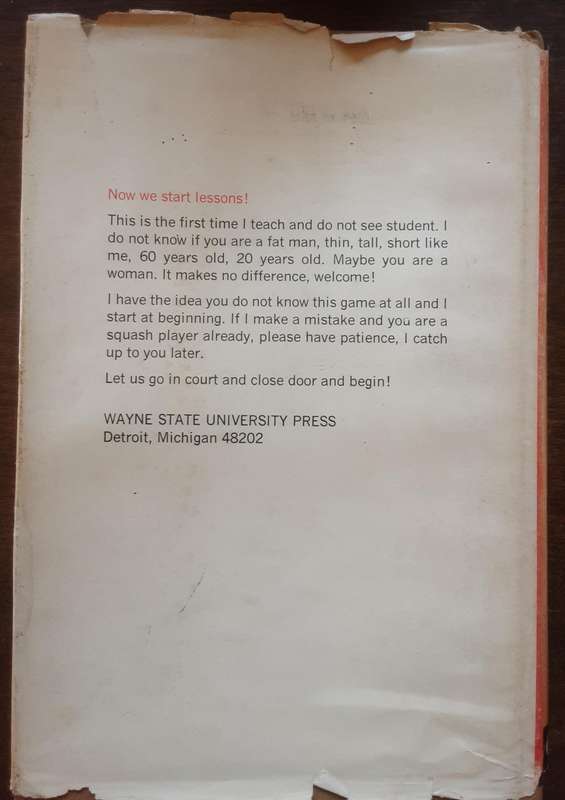 Now we start lessons!
This is the first time I teach and do not see student. I
do not know if you are a fat man, thin, tall, short like
me, 60 years old, 20 years old. Maybe you are a
woman. It makes no difference, welcome!
I have the idea you do not know this game at all and I
start at beginning. If I make a mistake and you are a
squash player already, please have patience, I catch
up to you later.
Let us go in court and close door and begin!
WAYNE STATE UNIVERSITY PRESS
Detroit, Michigan 48202